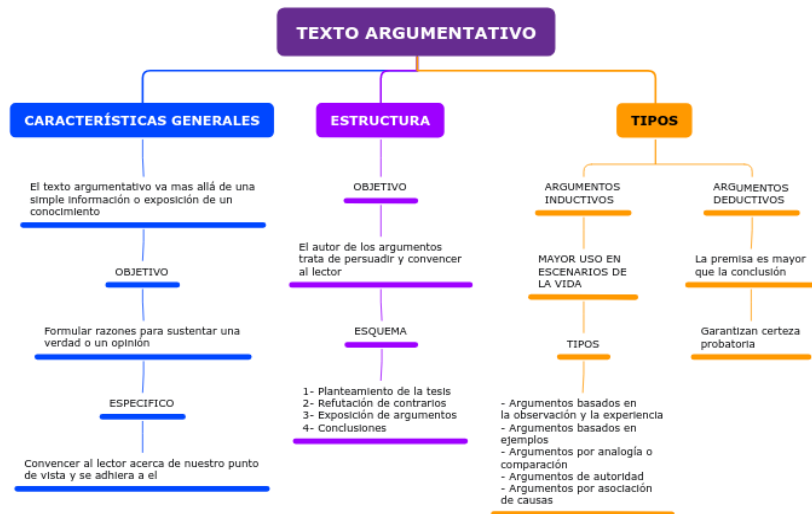 TEXTO ARGUMENTATIVO
CARACTERÍSTICAS GENERALES
El texto argumentativo va mas allá de una
simple información o exposición de un
conocimiento
OBJETIVO
Formular razones para sustentar una
verdad o un opinión
ESPECIFICO
Convencer al lector acerca de nuestro punto
de vista y se adhiera a el
ESTRUCTURA
OBJETIVO
El autor de los argumentos
trata de persuadir y convencer
al lector
ESQUEMA
1- Planteamiento de la tesis
2- Refutación de contrarios
3- Exposición de argumentos
4- Conclusiones
TIPOS
ARGUMENTOS
INDUCTIVOS
MAYOR USO EN
ESCENARIOS DE
LA VIDA
TIPOS
- Argumentos basados en
la observación y la experiencia
- Argumentos basados en
ejemplos
- Argumentos por analogía o
comparación
- Argumentos de autoridad
- Argumentos por asociación
de causas
ARGUMENTOS
DEDUCTIVOS
La premisa es mayor
que la conclusión
Garantizan certeza
probatoria